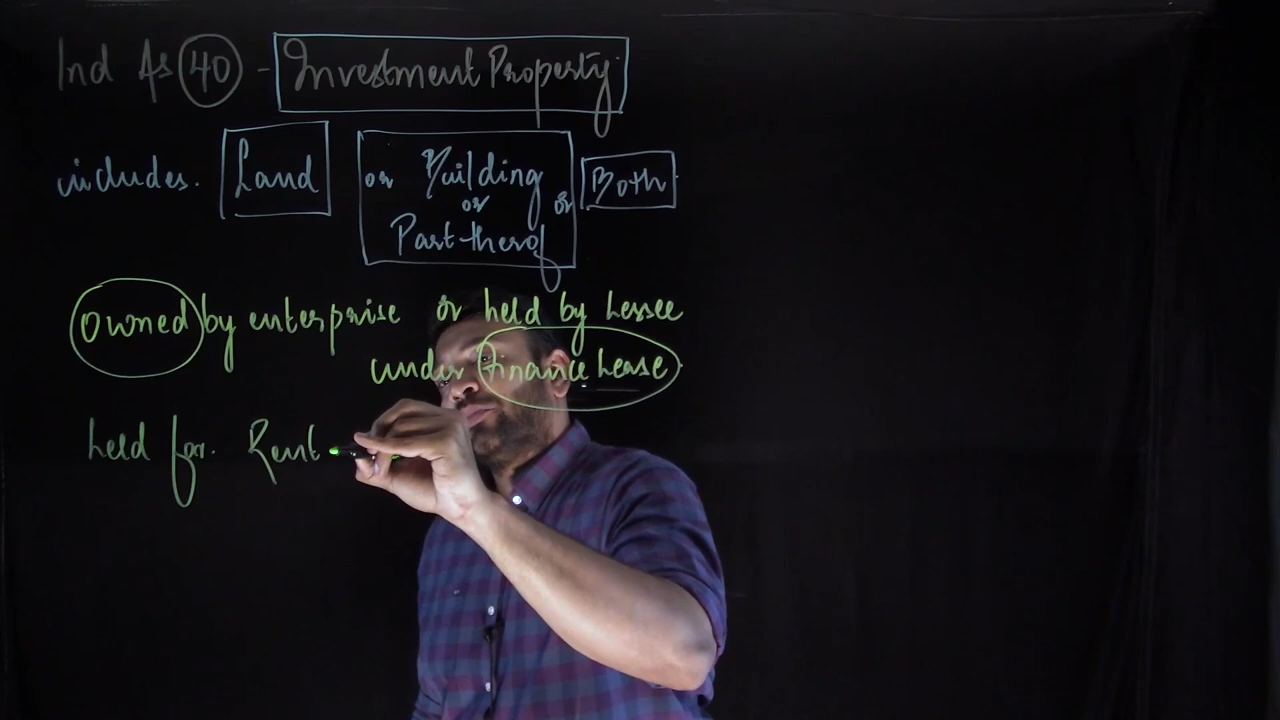 Ind As 40 - Investment Property
includes. Land or Building or Both
or
Part-therof
Owned by enterprise or held by Lessee
under finance Lease.
held for. Rent